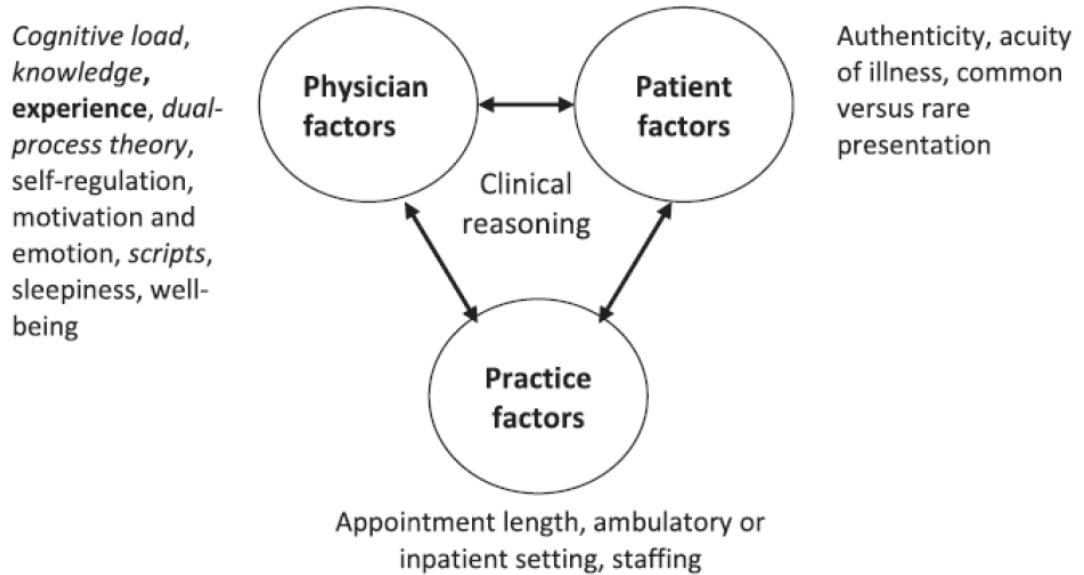 Cognitive load,
knowledge,
experience, dual-
process theory,
self-regulation,
motivation and
emotion, scripts,
sleepiness, well-
being
Physician
factors
Patient
factors
Authenticity, acuity
of illness, common
versus rare
presentation
Clinical
reasoning
Practice
factors
Appointment length, ambulatory or
inpatient setting, staffing